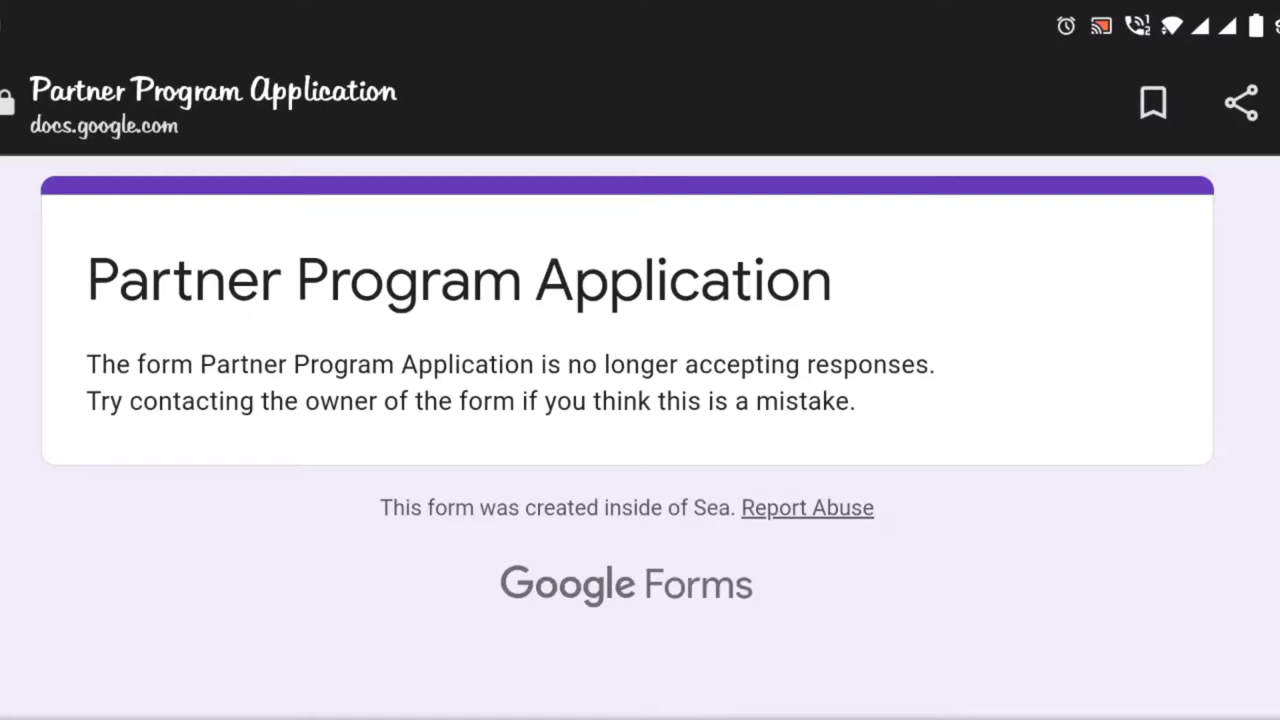 Partner Program Application
docs.google.com
Partner Program Application
The form Partner Program Application is no longer accepting responses.
Try contacting the owner of the form if you think this is a mistake.
This form was created inside of Sea. Report Abuse
Google Forms